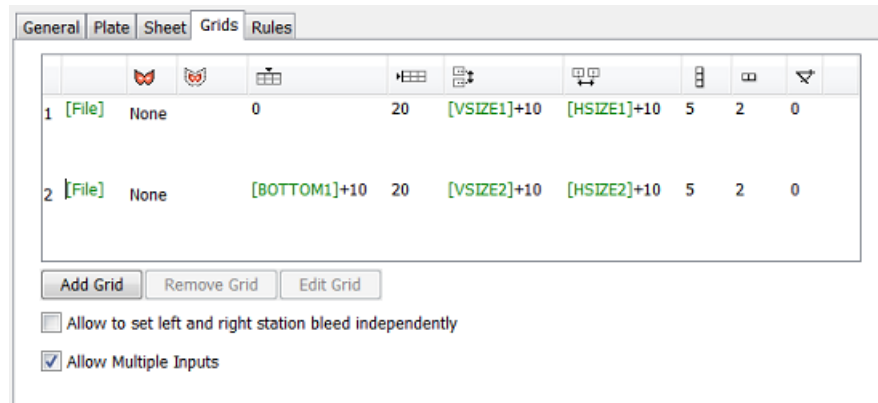 General Plate Sheet Grids Rules
1 [File] None 0 20 [VSIZE1]+10 [HSIZE1]+10 5 2 0
2 [File] None [BOTTOM1]+10 20 [VSIZE2]+10 [HSIZE2]+10 5 2 0
Add Grid Remove Grid Edit Grid
Allow to set left and right station bleed independently
Allow Multiple Inputs